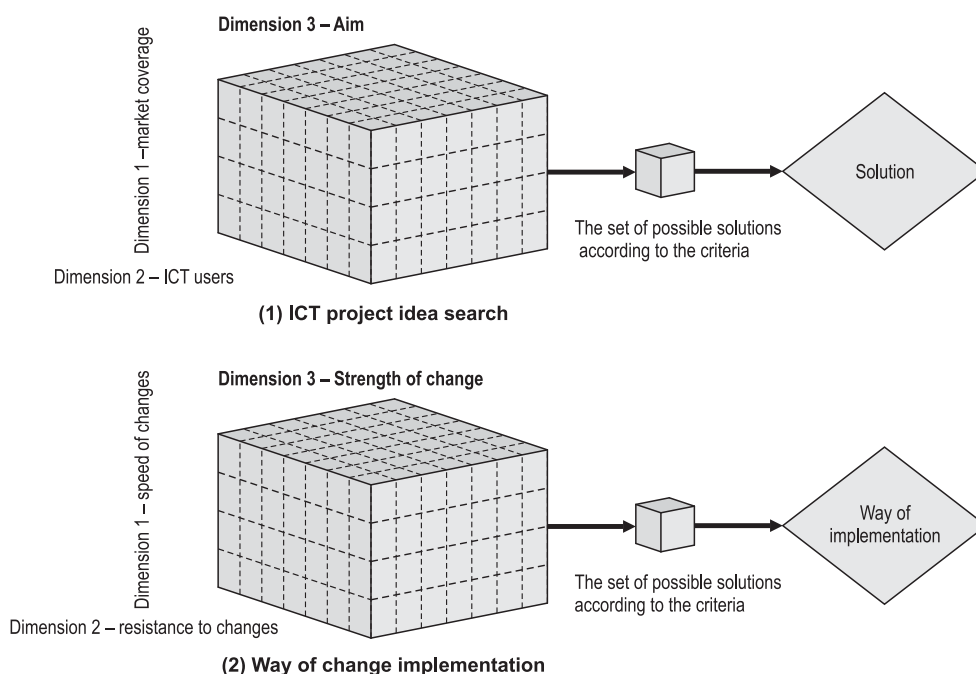 Dimension 3 – Aim
Dimension 1 –market coverage
Solution
The set of possible solutions
according to the criteria
Dimension 2 – ICT users
(1) ICT project idea search
Dimension 3 – Strength of change
Dimension 1 – speed of changes
Way of
implementation
The set of possible solutions
according to the criteria
Dimension 2 – resistance to changes
(2) Way of change implementation